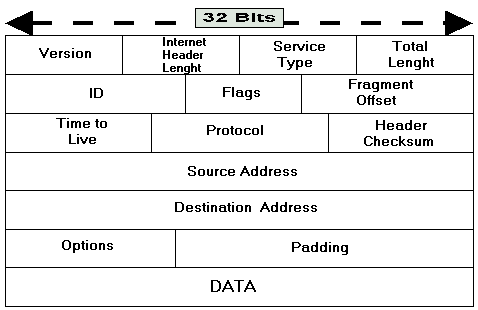 32 Bits
Version
Internet
Header
Lenght
Service
Type
Total
Lenght
ID
Flags
Fragment
Offset
Time to
Live
Protocol
Header
Checksum
Source Address
Destination Address
Options
Padding
DATA